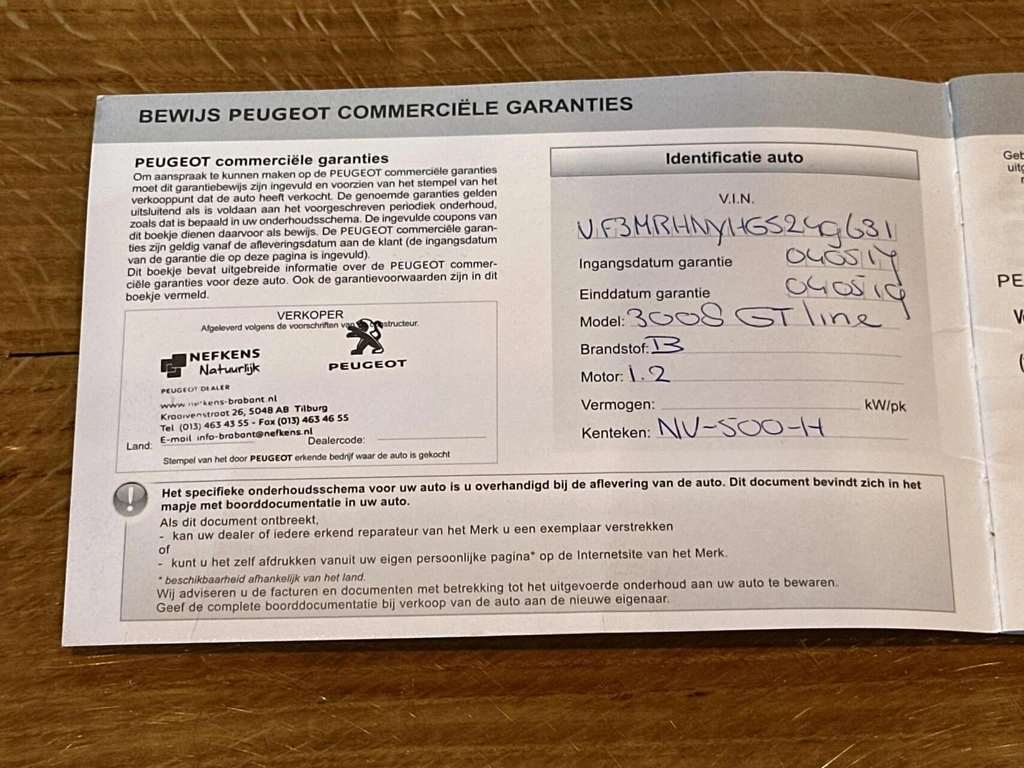 BEWIJS PEUGEOT COMMERCIËLE GARANTIES
PEUGEOT commerciële garanties
Om aanspraak te kunnen maken op de PEUGEOT commerciële garanties
moet dit garantiebewijs zijn ingevuld en voorzien van het stempel van het
verkooppunt dat de auto heeft verkocht. De genoemde garanties gelden
uitsluitend als is voldaan aan het voorgeschreven periodiek onderhoud,
zoals dat is bepaald in uw onderhoudsschema. De ingevulde coupons van
dit boekje dienen daarvoor als bewijs. De PEUGEOT commerciële garan-
ties zijn geldig vanaf de afleveringsdatum aan de klant (de ingangsdatum
van de garantie die op deze pagina is ingevuld).
Dit boekje bevat uitgebreide informatie over de PEUGEOT commer-
ciële garanties voor deze auto. Ook de garantievoorwaarden zijn in dit
boekje vermeld.
VERKOPER
Afgeleverd volgens de voorschriften structeur.
NEFKENS
Natuurlijk
PEUGEOT
PEUGEOT DEALER
www.nefkens-brabant.nl
Kraaivenstraat 26, 5048 AB Tilburg
Tel (013) 463 43 55 - Fax (013) 463 46 55
E-mail info-brabant@nefkens.nl
Land:
Dealercode:
Stempel van het door PEUGEOT erkende bedrijf waar de auto is gekocht
Identificatie auto
V.I.N.
VF3MRHNYHGS249631
Ingangsdatum garantie 040517
Einddatum garantie 040519
Model: 3008 GT line
Brandstof: B
Motor: 1.2
Vermogen: kW/pk
Kenteken: NV-500-H
Het specifieke onderhoudsschema voor uw auto is u overhandigd bij de aflevering van de auto. Dit document bevindt zich in het
mapje met boorddocumentatie in uw auto.
Als dit document ontbreekt,
- kan uw dealer of iedere erkend reparateur van het Merk u een exemplaar verstrekken
of
- kunt u het zelf afdrukken vanuit uw eigen persoonlijke pagina* op de Internetsite van het Merk.
* beschikbaarheid afhankelijk van het land.
Wij adviseren u de facturen en documenten met betrekking tot het uitgevoerde onderhoud aan uw auto te bewaren.
Geef de complete boorddocumentatie bij verkoop van de auto aan de nieuwe eigenaar.
Geb
uitg
PE